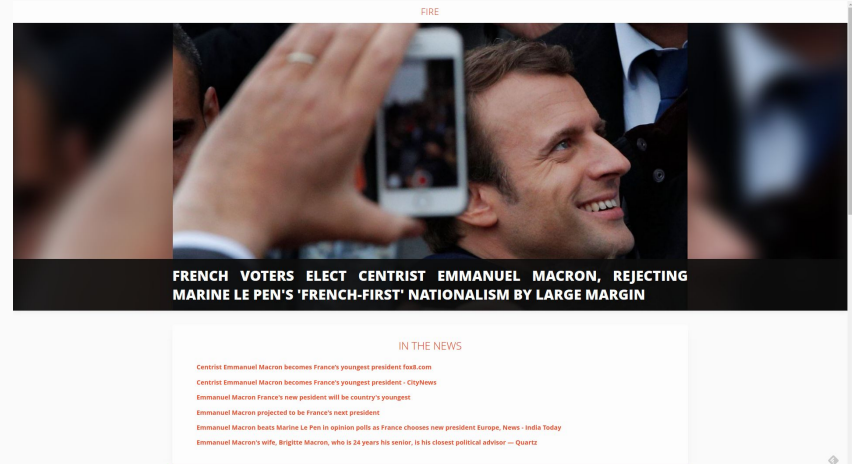 FIRE
FRENCH VOTERS ELECT CENTRIST EMMANUEL MACRON, REJECTING
MARINE LE PEN'S 'FRENCH-FIRST' NATIONALISM BY LARGE MARGIN
IN THE NEWS
Centrist Emmanuel Macron becomes France's youngest president fox8.com
Centrist Emmanuel Macron becomes France's youngest president - CityNews
Emmanuel Macron France's new pesident will be country's youngest
Emmanuel Macron projected to be France's next president
Emmanuel Macron beats Marine Le Pen in opinion polls as France chooses new president Europe, News - India Today
Emmanuel Macron's wife, Brigitte Macron, who is 24 years his senior, is his closest political advisor — Quartz